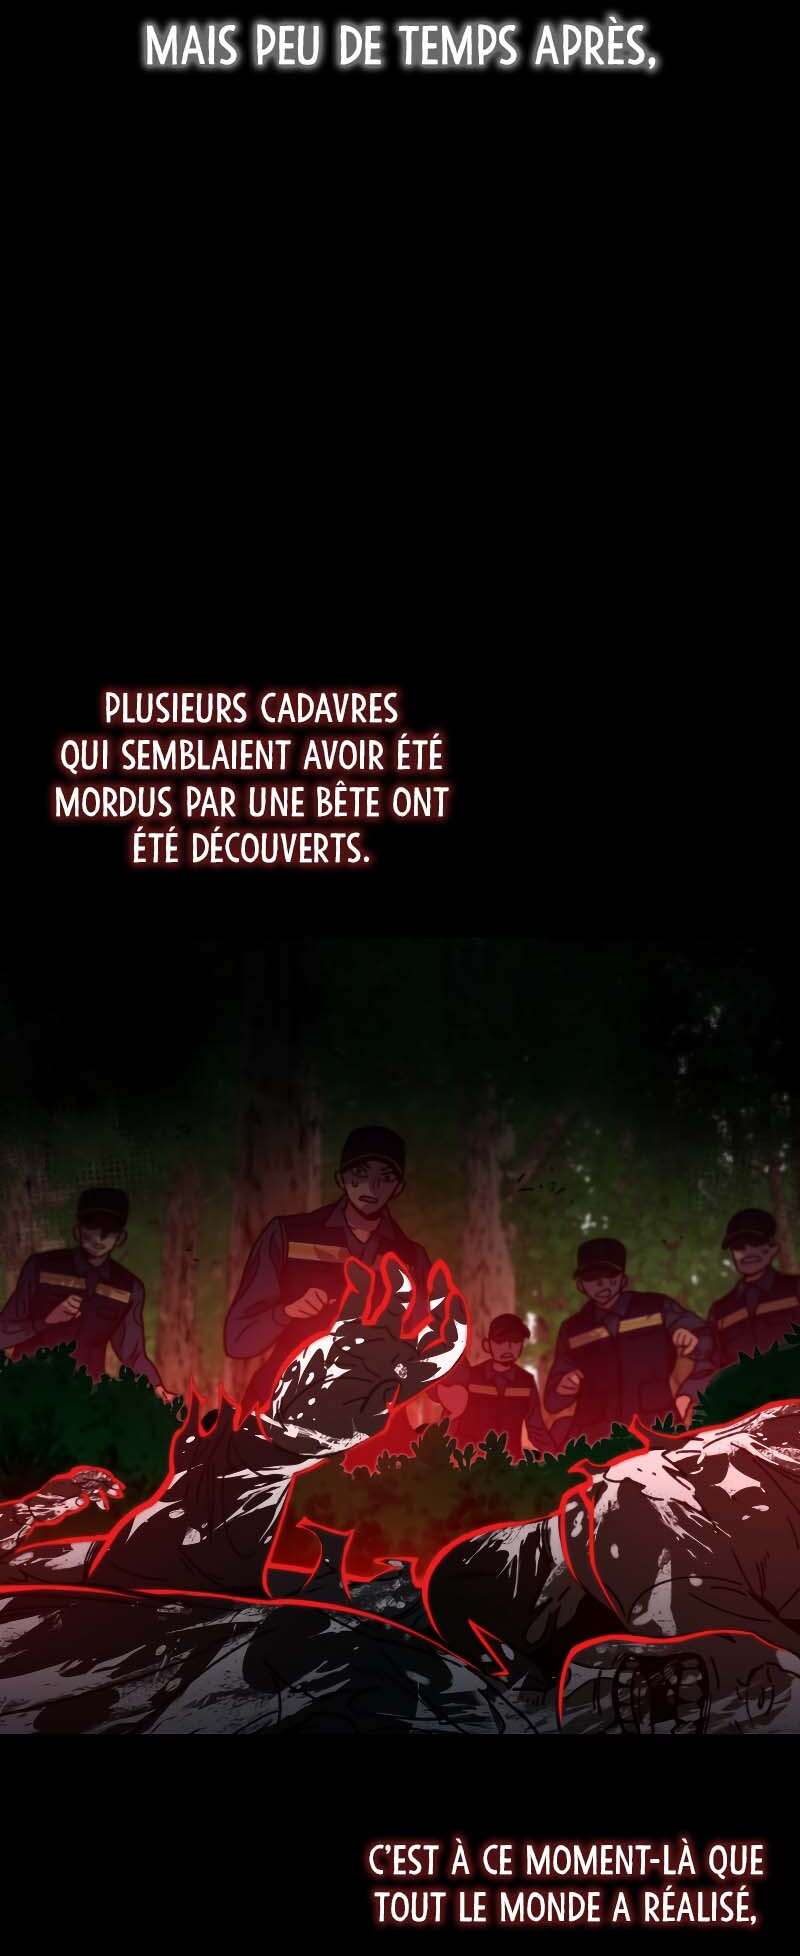 MAIS PEU DE TEMPS APRÈS,
PLUSIEURS CADAVRES
QUI SEMBLAIENT AVOIR ÉTÉ
MORDUS PAR UNE BÊTE ONT
ÉTÉ DÉCOUVERTS.
C'EST À CE MOMENT-LÀ QUE
TOUT LE MONDE A RÉALISÉ,